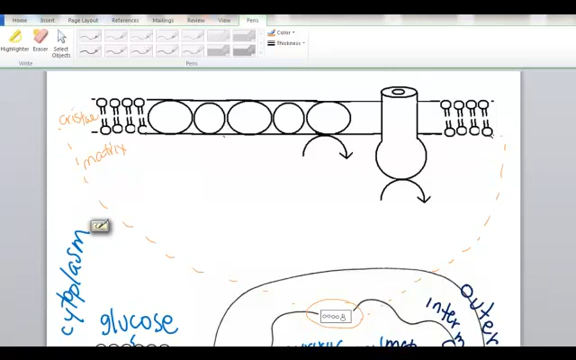 Home Insert Page Layout References Mailings Review View Pens
Highlighter Eraser Select Objects
Color
Thickness
Write
Pens
cristae
matrix
cytoplasm
glucose
outer